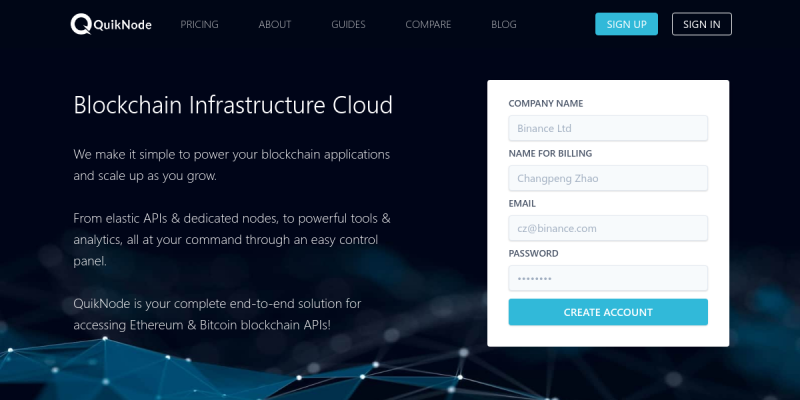 QuikNode PRICING ABOUT GUIDES COMPARE BLOG SIGN UP SIGN IN
Blockchain Infrastructure Cloud
We make it simple to power your blockchain applications
and scale up as you grow.
From elastic APIs & dedicated nodes, to powerful tools &
analytics, all at your command through an easy control
panel.
QuikNode is your complete end-to-end solution for
accessing Ethereum & Bitcoin blockchain APIs!
COMPANY NAME
Binance Ltd
NAME FOR BILLING
Changpeng Zhao
EMAIL
cz@binance.com
PASSWORD
••••••••
CREATE ACCOUNT